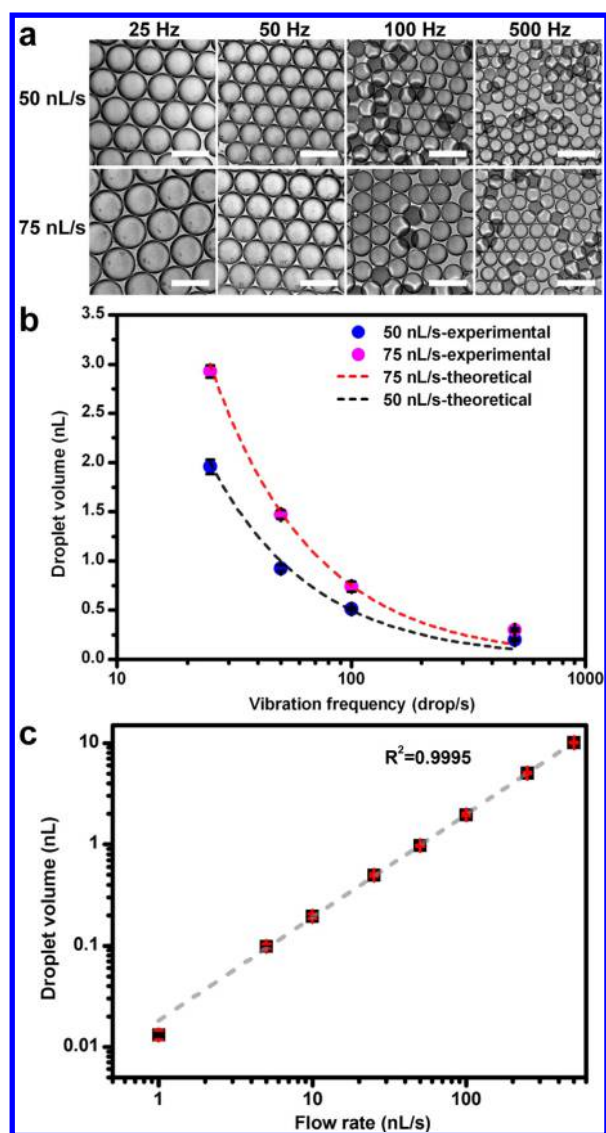 a
25 Hz 50 Hz 100 Hz 500 Hz
50 nL/s
75 nL/s
b
3.5
3.0
2.5
2.0
1.5
1.0
0.5
0.0
Droplet volume (nL)
50 nL/s-experimental
75 nL/s-experimental
75 nL/s-theoretical
50 nL/s-theoretical
10 100 1000
Vibration frequency (drop/s)
c
10
1
0.1
0.01
Droplet volume (nL)
R²=0.9995
1 10 100
Flow rate (nL/s)